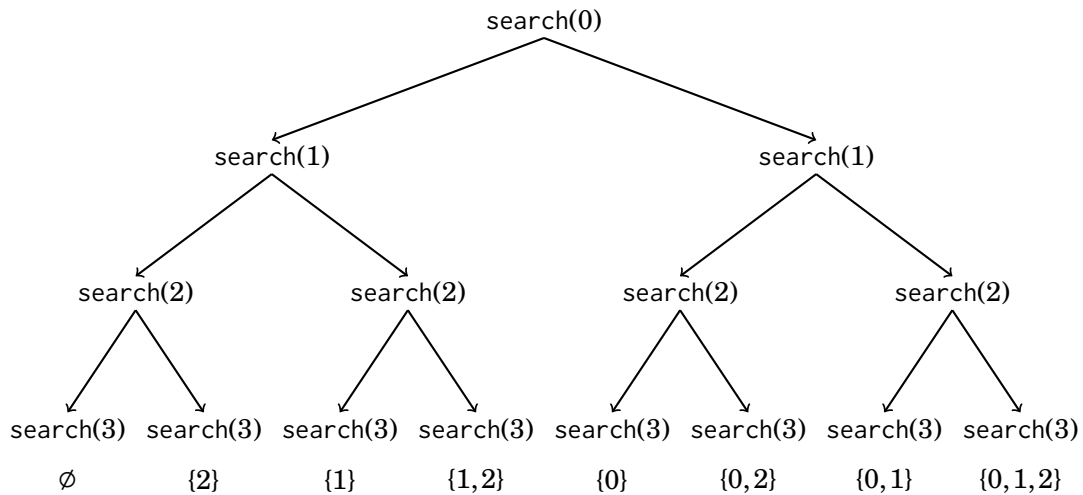 search(0)
search(1) search(1)
search(2) search(2) search(2) search(2)
search(3) search(3) search(3) search(3) search(3) search(3) search(3) search(3)
∅ {2} {1} {1,2} {0} {0,2} {0,1} {0,1,2}